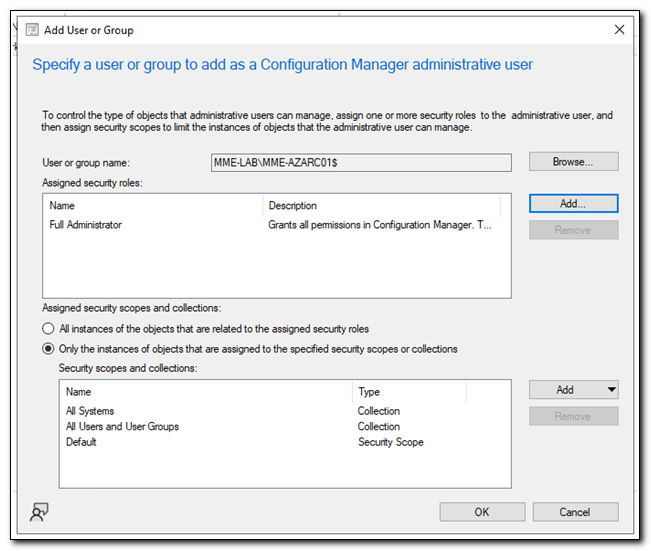 Add User or Group
Specify a user or group to add as a Configuration Manager administrative user
To control the type of objects that administrative users can manage, assign one or more security roles to the administrative user, and
then assign security scopes to limit the instances of objects that the administrative user can manage.
User or group name: MME-LAB\MME-AZARC01$ Browse...
Assigned security roles:
Name Description Add...
Full Administrator Grants all permissions in Configuration Manager. T... Remove
Assigned security scopes and collections:
All instances of the objects that are related to the assigned security roles
Only the instances of objects that are assigned to the specified security scopes or collections
Security scopes and collections:
Name Type Add
All Systems Collection Remove
All Users and User Groups Collection
Default Security Scope
OK Cancel